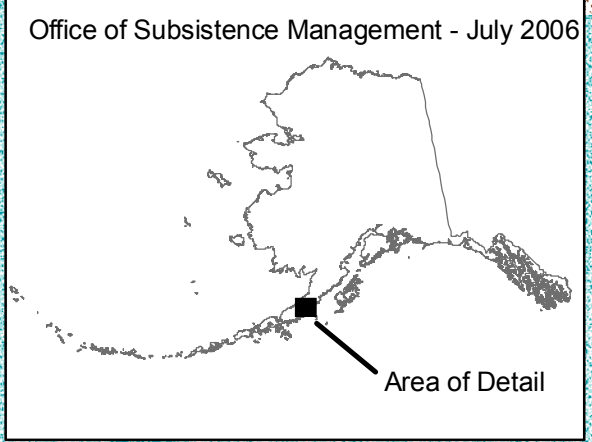 Office of Subsistence Management - July 2006
Area of Detail